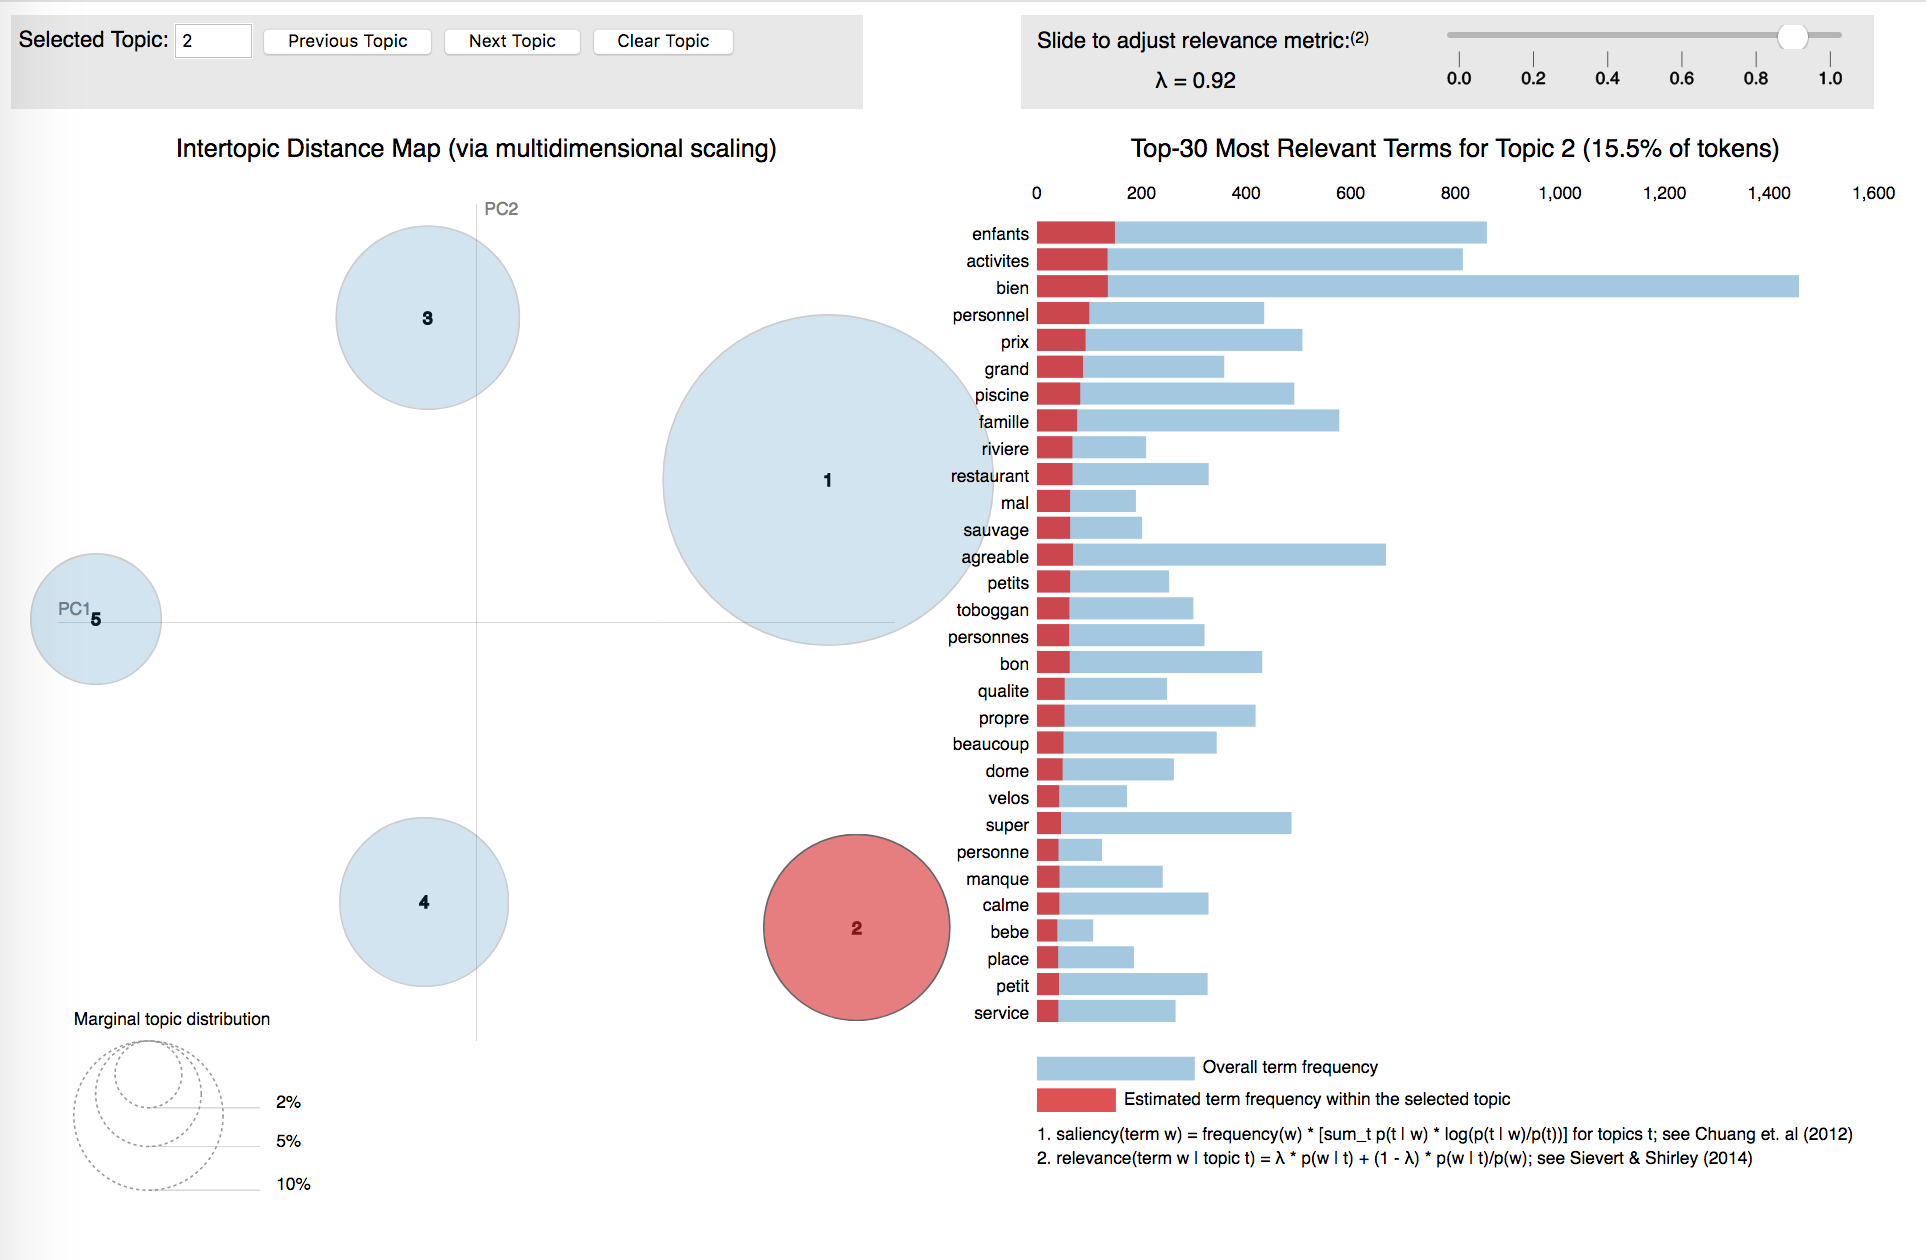 Selected Topic: 2 Previous Topic Next Topic Clear Topic
Slide to adjust relevance metric:(2)
λ = 0.92
0.0 0.2 0.4 0.6 0.8 1.0
Intertopic Distance Map (via multidimensional scaling)
PC2
3
1
PC1
5
4
2
Marginal topic distribution
2%
5%
10%
Top-30 Most Relevant Terms for Topic 2 (15.5% of tokens)
0 200 400 600 800 1,000 1,200 1,400 1,600
enfants
activites
bien
personnel
prix
grand
piscine
famille
riviere
restaurant
mal
sauvage
agreable
petits
toboggan
personnes
bon
qualite
propre
beaucoup
dome
velos
super
personne
manque
calme
bebe
place
petit
service
Overall term frequency
Estimated term frequency within the selected topic
1. saliency(term w) = frequency(w) * [sum_t p(t | w) * log(p(t | w)/p(t))] for topics t; see Chuang et. al (2012)
2. relevance(term w | topic t) = λ * p(w | t) + (1 - λ) * p(w | t)/p(w); see Sievert & Shirley (2014)